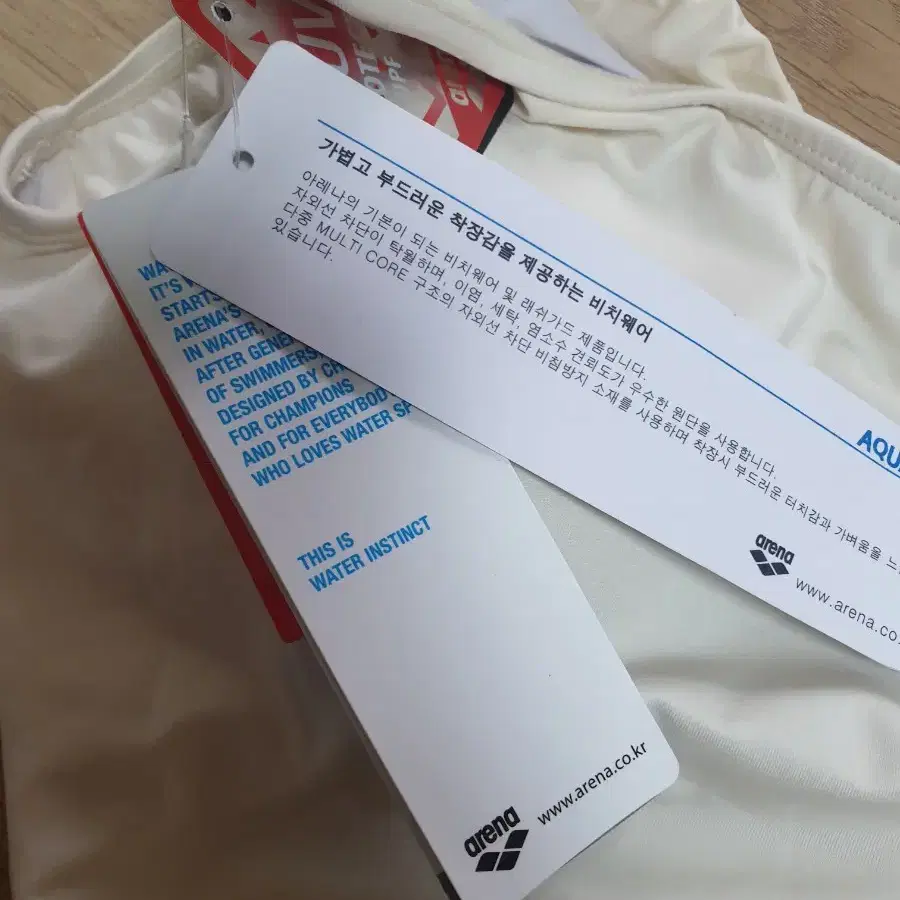 가볍고 부드러운 착장감을 제공하는 비치웨어
아레나의 기본이 되는 비치웨어 및 래쉬가드 제품입니다.
자외선 차단이 탁월하며, 이염, 세탁, 염소수 견뢰도가 우수한 원단을 사용합니다.
다중 MULTI CORE 구조의 자외선 차단 비침방지 소재를 사용하며 착장시 부드러운 터치감과 가벼움을
있습니다.
AQUA
arena
www.arena.co
IT'S
STARTS
ARENA'S
IN WATER,
AFTER
OF SWIMMERS
DESIGNED BY
FOR CHAMPIONS
AND FOR EVERYBOD
WHO LOVES WATER SP
THIS IS
WATER INSTINCT
arena
www.arena.co.kr